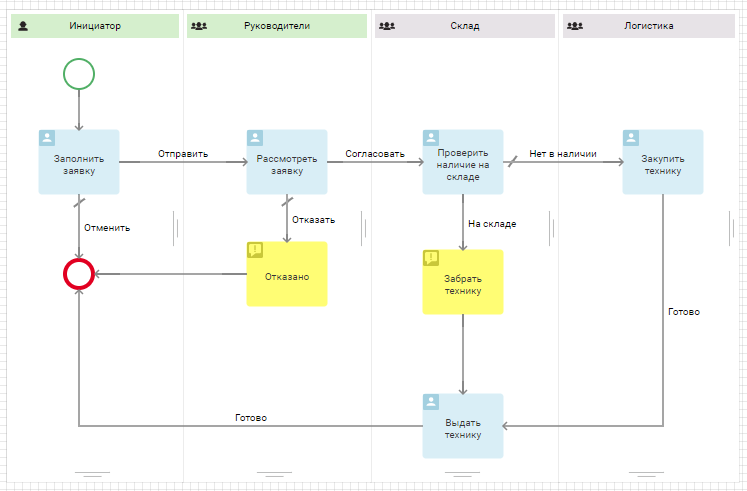 Инициатор
Руководители
Склад
Логистика
Заполнить
заявку
Отправить
Рассмотреть
заявку
Согласовать
Проверить
наличие на
складе
Нет в наличии
Закупить
технику
Отменить
Отказать
На складе
Отказано
Забрать
технику
Готово
Готово
Выдать
технику